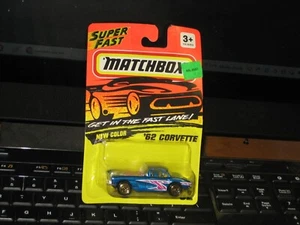 SUPER
FAST
3+
MATCHBOX
GET IN THE FAST LANE!
NEW COLOR
'62 CORVETTE